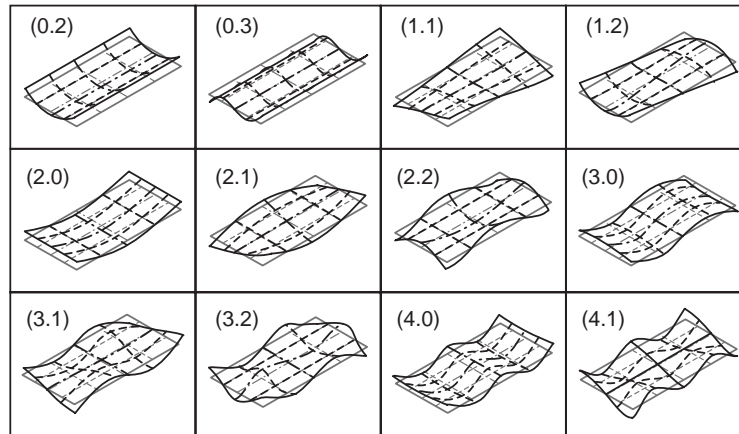 (0.2) (0.3) (1.1) (1.2)
(2.0) (2.1) (2.2) (3.0)
(3.1) (3.2) (4.0) (4.1)